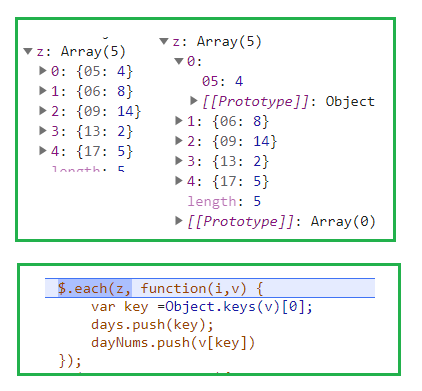 z: Array(5)
0: {05: 4}
1: {06: 8}
2: {09: 14}
3: {13: 2}
4: {17: 5}
length: 5
z: Array(5)
0:
05: 4
[[Prototype]]: Object
1: {06: 8}
2: {09: 14}
3: {13: 2}
4: {17: 5}
length: 5
[[Prototype]]: Array(0)
$.each(z, function(i,v) {
var key =Object.keys(v)[0];
days.push(key);
dayNums.push(v[key])
});